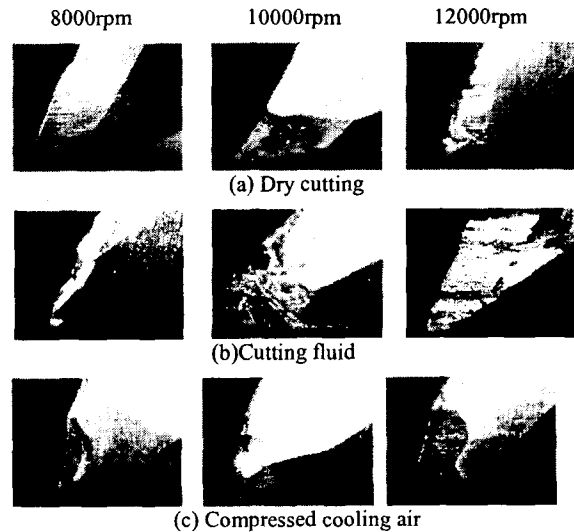 8000rpm 10000rpm 12000rpm
(a) Dry cutting
(b)Cutting fluid
(c) Compressed cooling air